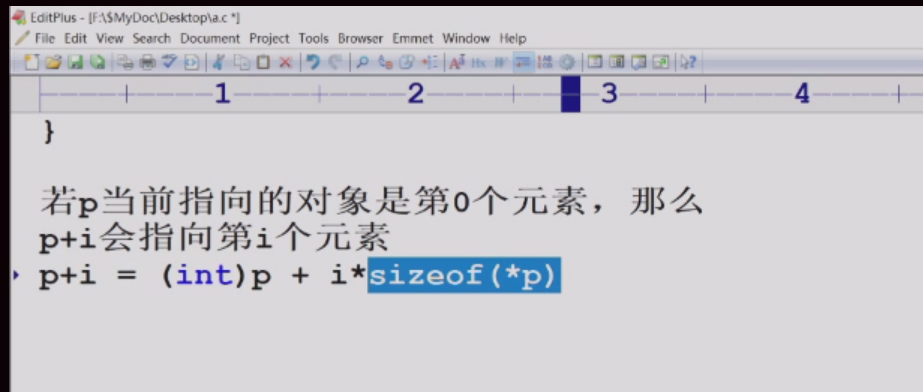 EditPlus - [F:\$MyDoc\Desktop\a.c *]
File Edit View Search Document Project Tools Browser Emmet Window Help
1 2 3 4
}
若p当前指向的对象是第0个元素，那么
p+i会指向第i个元素
p+i = (int)p + i*sizeof(*p)